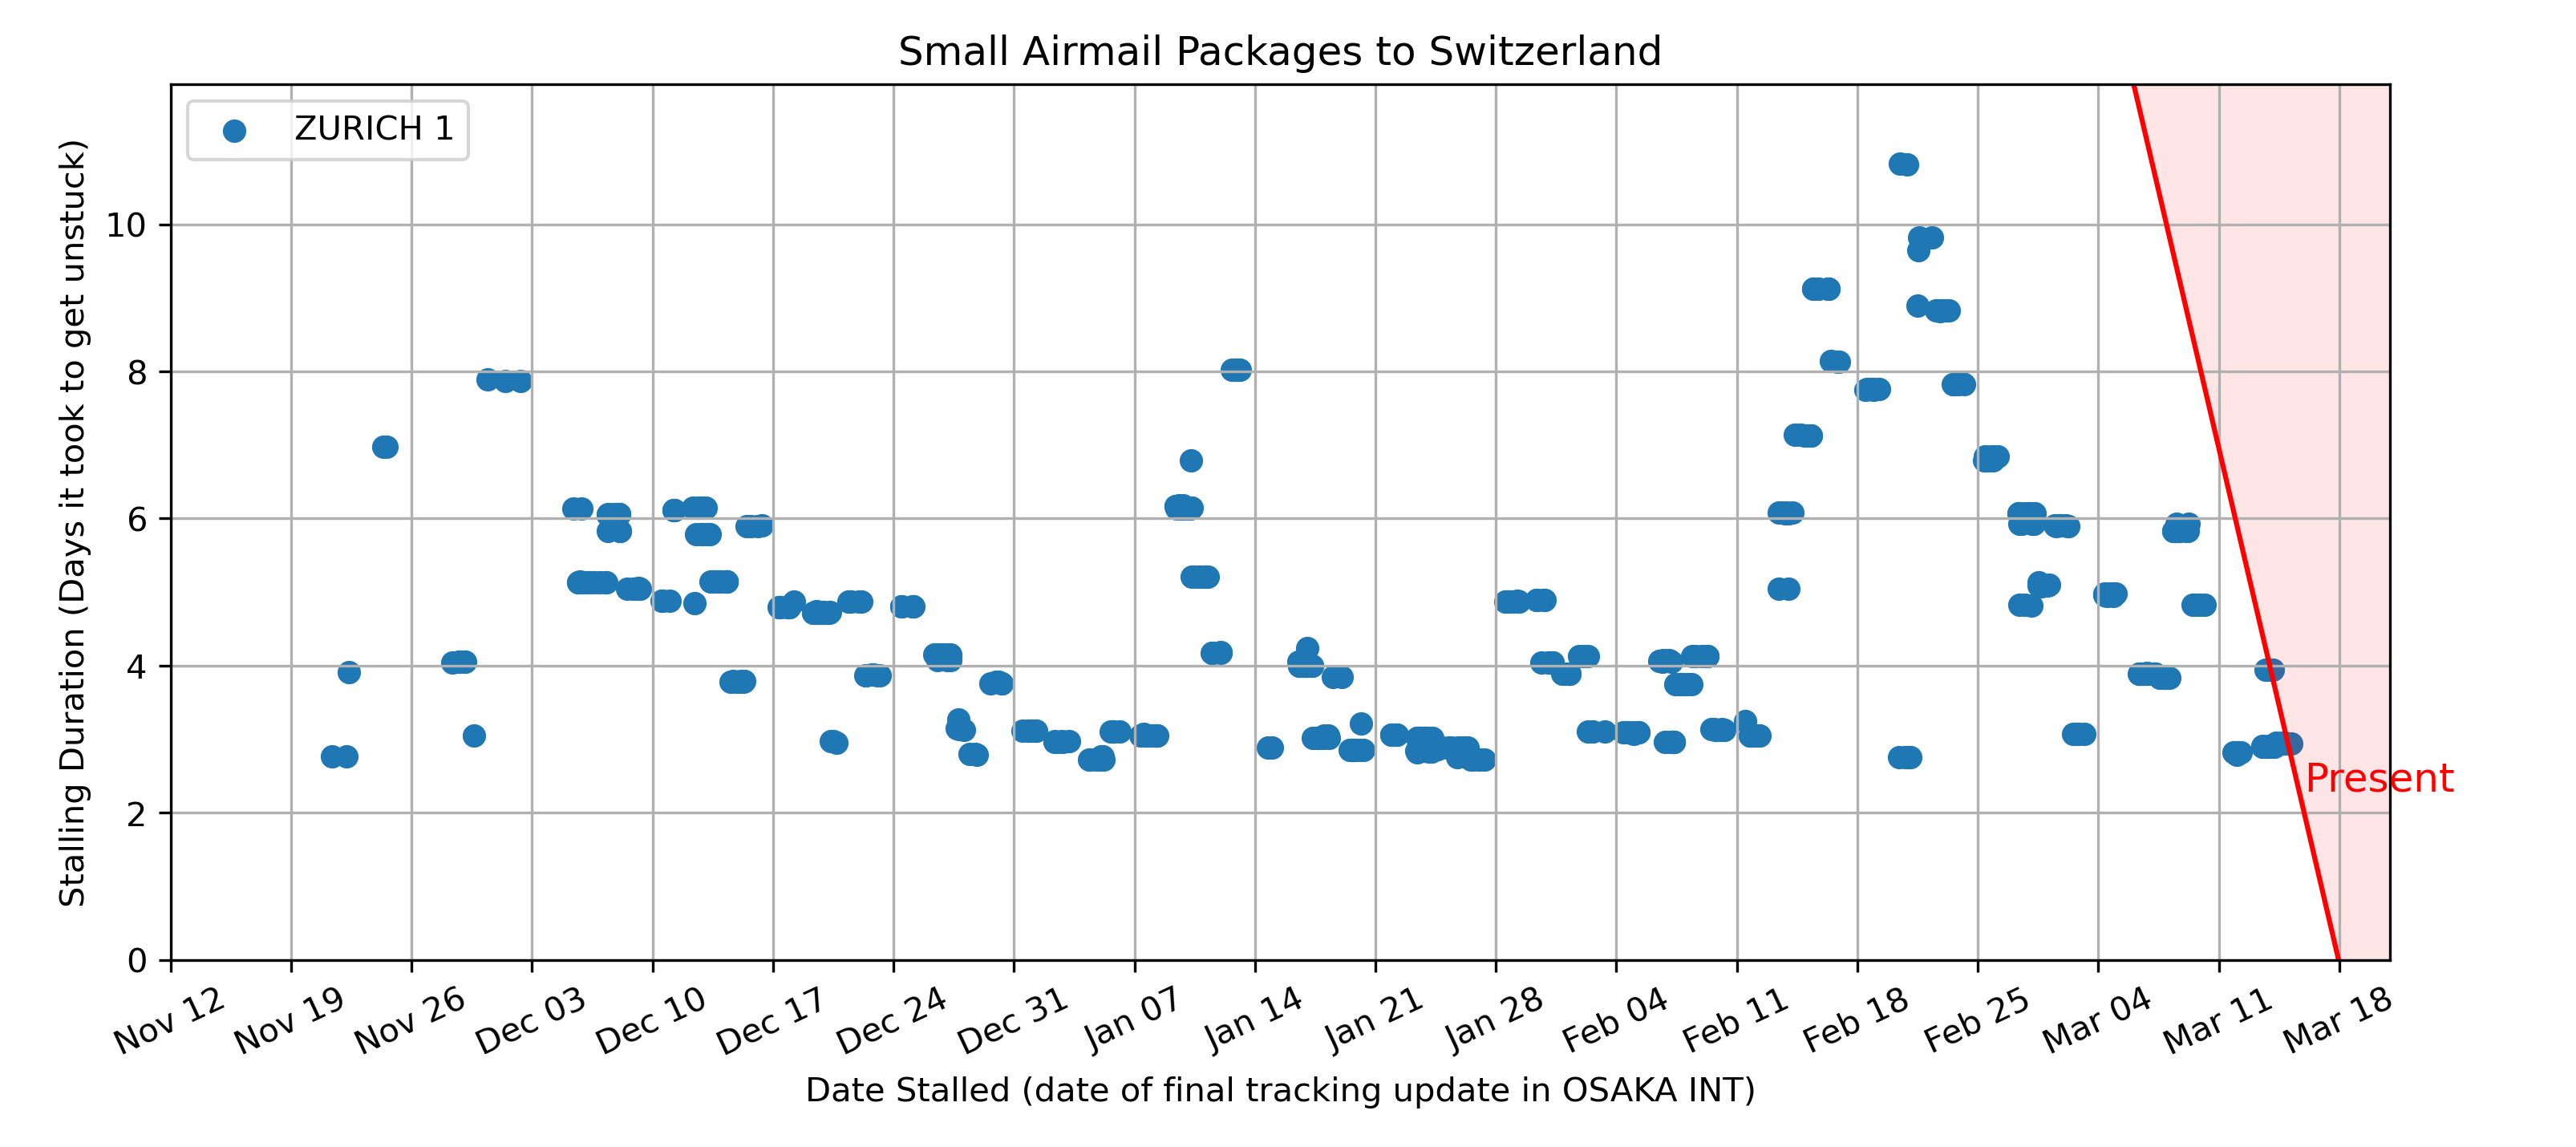 Small Airmail Packages to Switzerland
ZURICH 1
Stalling Duration (Days it took to get unstuck)
10
8
6
4
2
0
Present
Nov 12 Nov 19 Nov 26 Dec 03 Dec 10 Dec 17 Dec 24 Dec 31 Jan 07 Jan 14 Jan 21 Jan 28 Feb 04 Feb 11 Feb 18 Feb 25 Mar 04 Mar 11 Mar 18
Date Stalled (date of final tracking update in OSAKA INT)